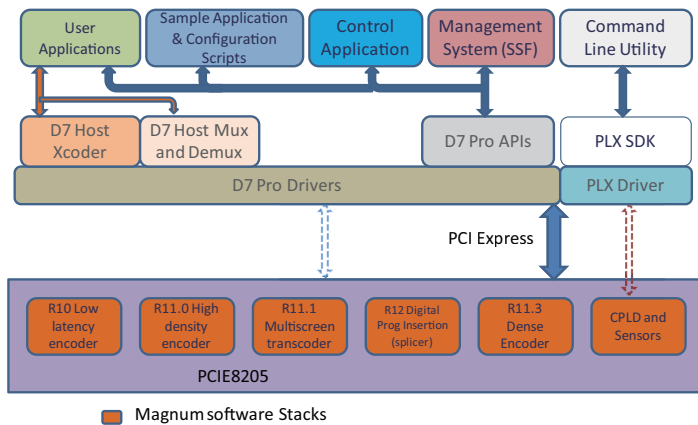 User
Applications
Sample Application
& Configuration
Scripts
Control
Application
Management
System (SSF)
Command
Line Utility
D7 Host
Xcoder
D7 Host Mux
and Demux
D7 Pro APIs
PLX SDK
D7 Pro Drivers
PLX Driver
PCI Express
R10 Low
latency
encoder
R11.0 High
density
encoder
R11.1
Multiscreen
transcoder
R12 Digital
Prog Insertion
(splicer)
R11.3
Dense
Encoder
CPLD and
Sensors
PCIE8205
Magnum software Stacks